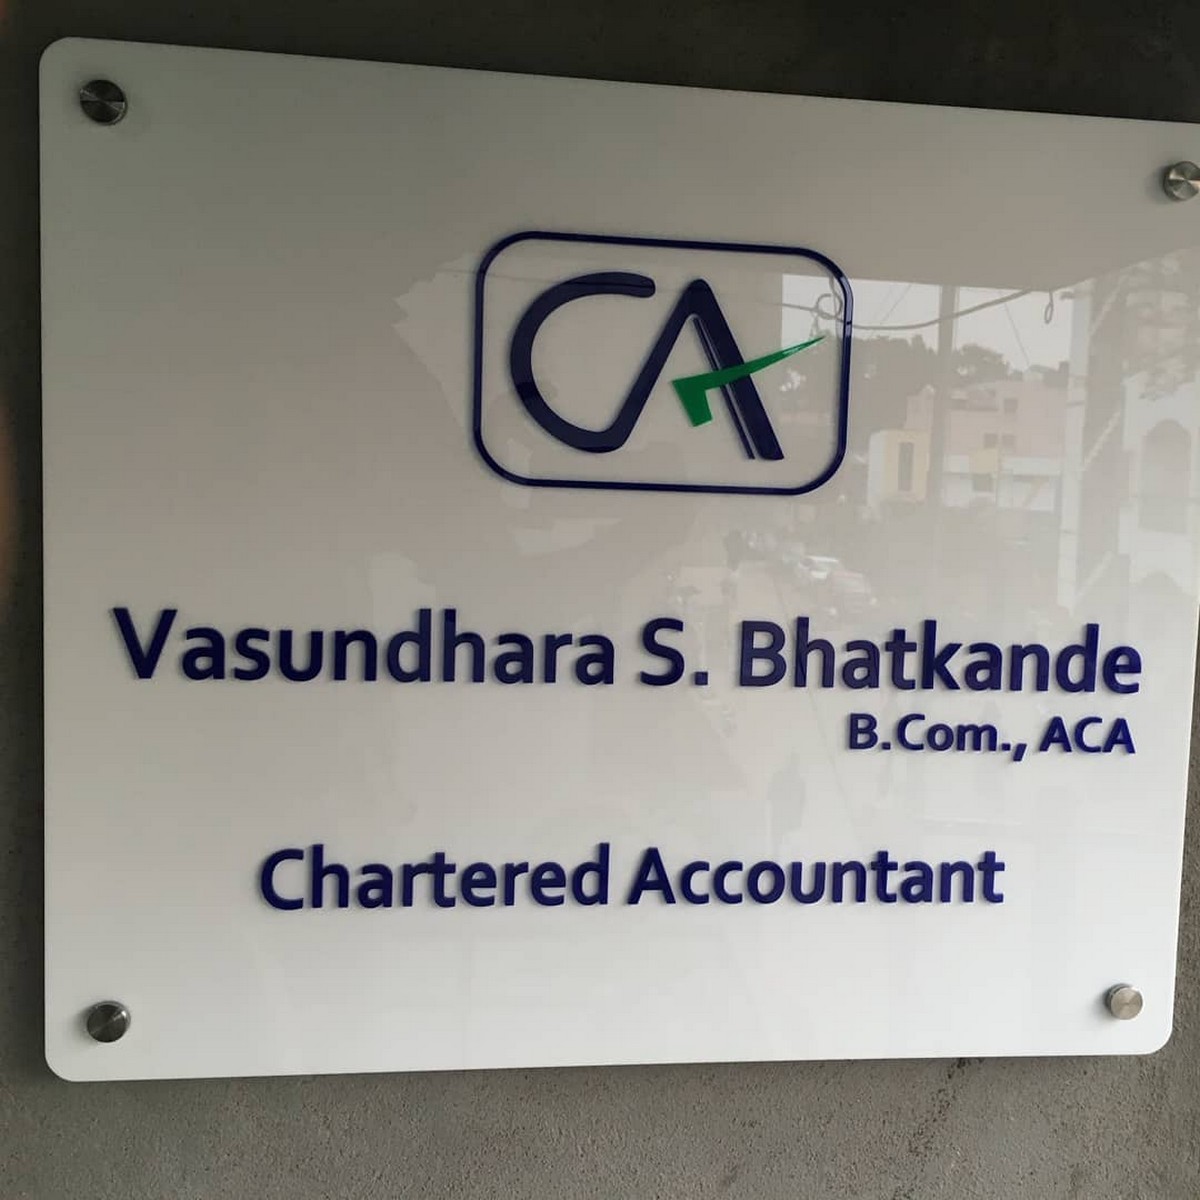 CA
Vasundhara S. Bhatkande
B.Com., ACA
Chartered Accountant